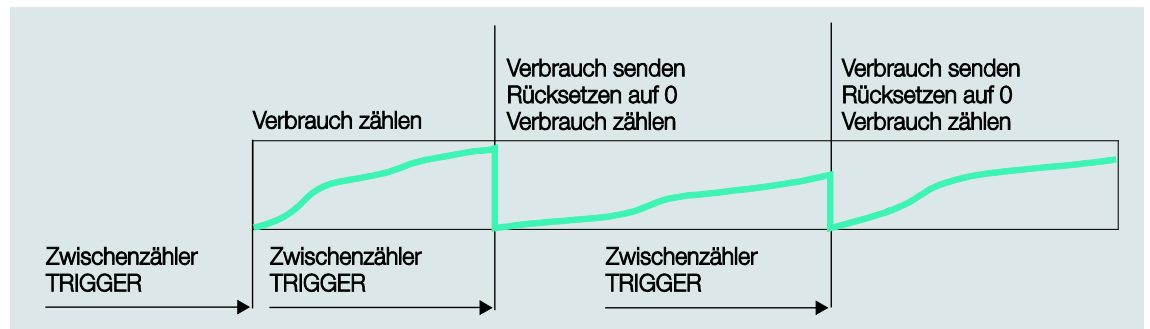 Verbrauch zählen
Verbrauch senden
Rücksetzen auf 0
Verbrauch zählen
Verbrauch senden
Rücksetzen auf 0
Verbrauch zählen
Zwischenzähler
TRIGGER
Zwischenzähler
TRIGGER
Zwischenzähler
TRIGGER